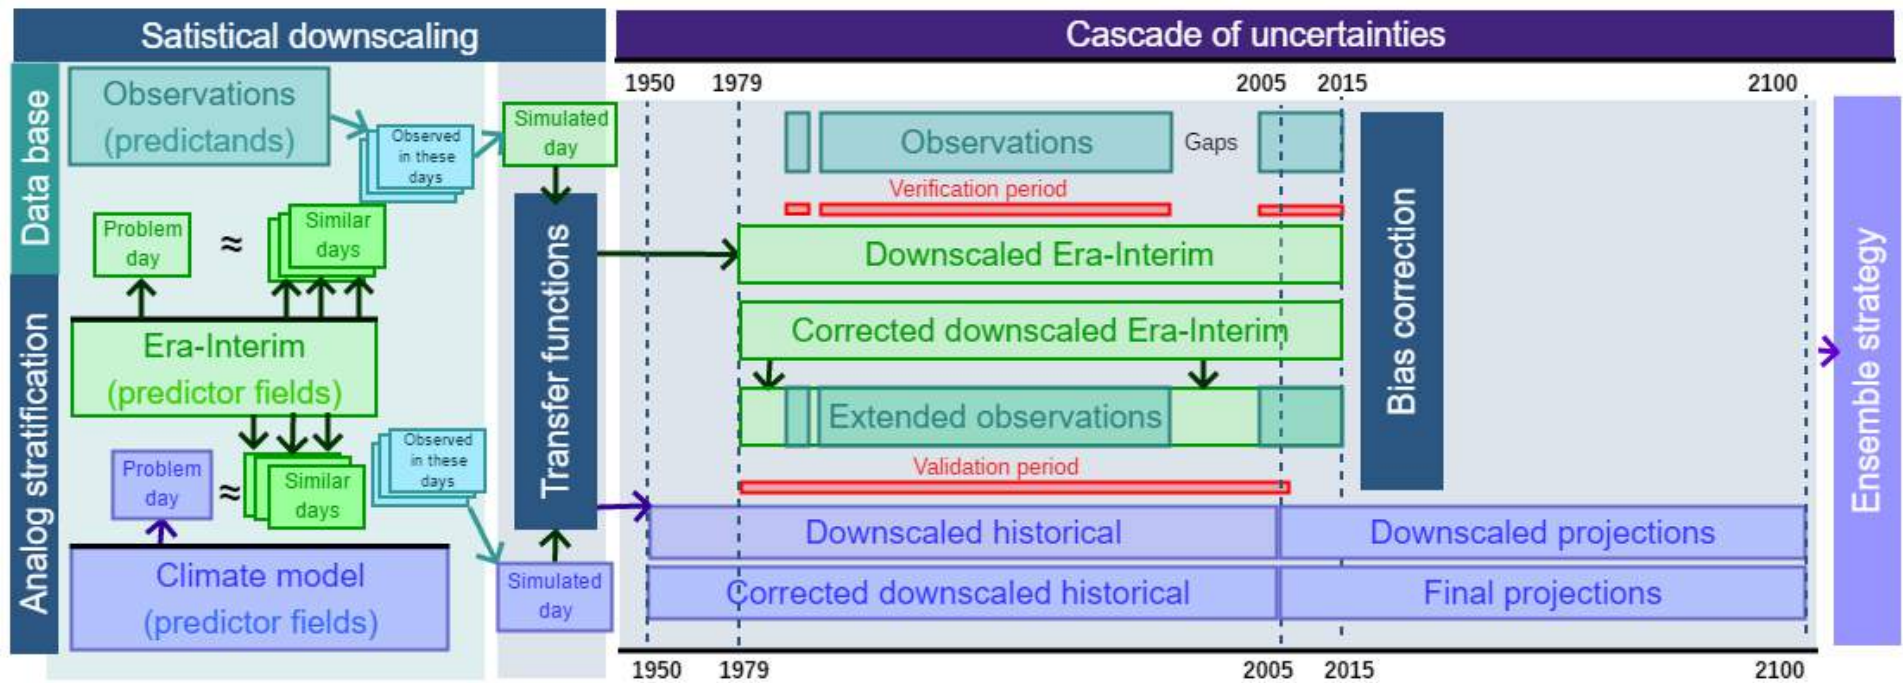 Satistical downscaling
Cascade of uncertainties
Data base
Analog stratification
Observations
(predictands)
Observed
in these
days
Simulated
day
Problem
day
≈
Similar
days
Era-Interim
(predictor fields)
Problem
day
≈
Similar
days
Observed
in these
days
Climate model
(predictor fields)
Simulated
day
Transfer functions
1950 1979 2005 2015 2100
Observations
Gaps
Verification period
Downscaled Era-Interim
Corrected downscaled Era-Interim
Extended observations
Validation period
Bias correction
Downscaled historical
Downscaled projections
Corrected downscaled historical
Final projections
1950 1979 2005 2015 2100
Ensemble strategy